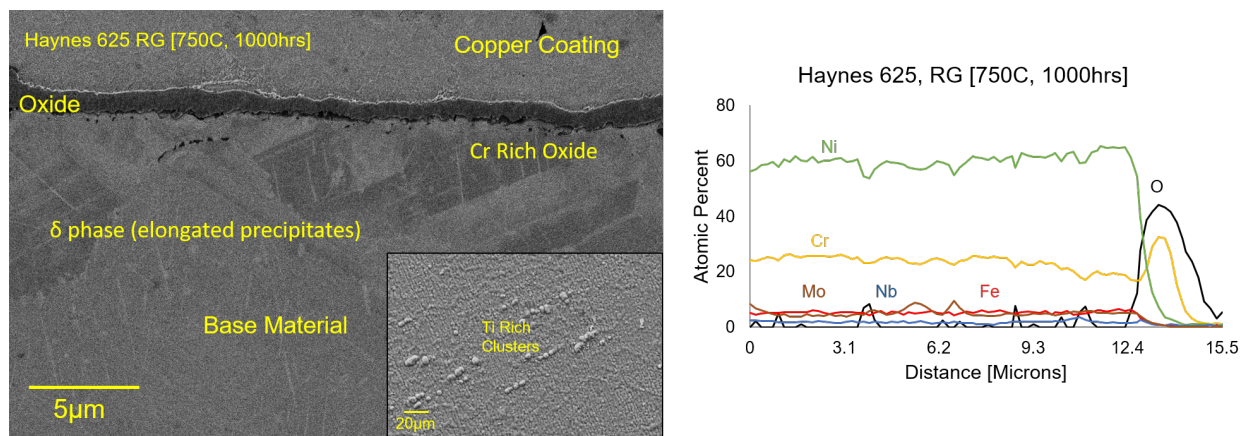 Haynes 625 RG [750C, 1000hrs]
Copper Coating
Oxide
Cr Rich Oxide
δ phase (elongated precipitates)
Base Material
5µm
Ti Rich
Clusters
20µm
Haynes 625, RG [750C, 1000hrs]
Atomic Percent
80
60
40
20
0
Ni
O
Cr
Mo
Nb
Fe
0
3.1
6.2
9.3
12.4
15.5
Distance [Microns]